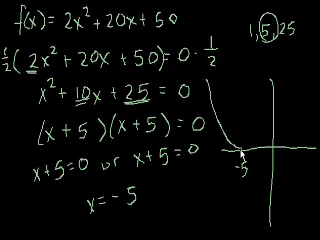 f(x) = 2x² + 20x + 50
1, 5, 25
1/2 (2x² + 20x + 50) = 0 · 1/2
x² + 10x + 25 = 0
(x + 5)(x + 5) = 0
x + 5 = 0 or x + 5 = 0
x = - 5
-5